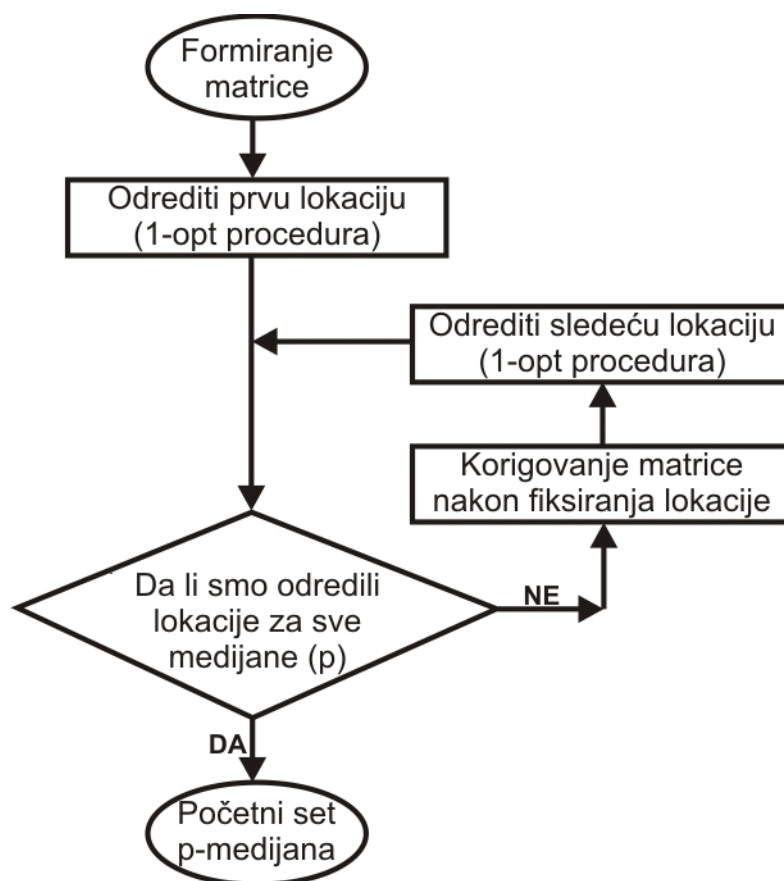 Formiranje
matrice
Odrediti prvu lokaciju
(1-opt procedura)
Odrediti sledeću lokaciju
(1-opt procedura)
Korigovanje matrice
nakon fiksiranja lokacije
Da li smo odredili
lokacije za sve
medijane (p)
NE
DA
Početni set
p-medijana